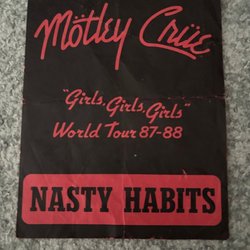 Mötley Crüe
"Girls, Girls, Girls"
World Tour 87-88
NASTY HABITS